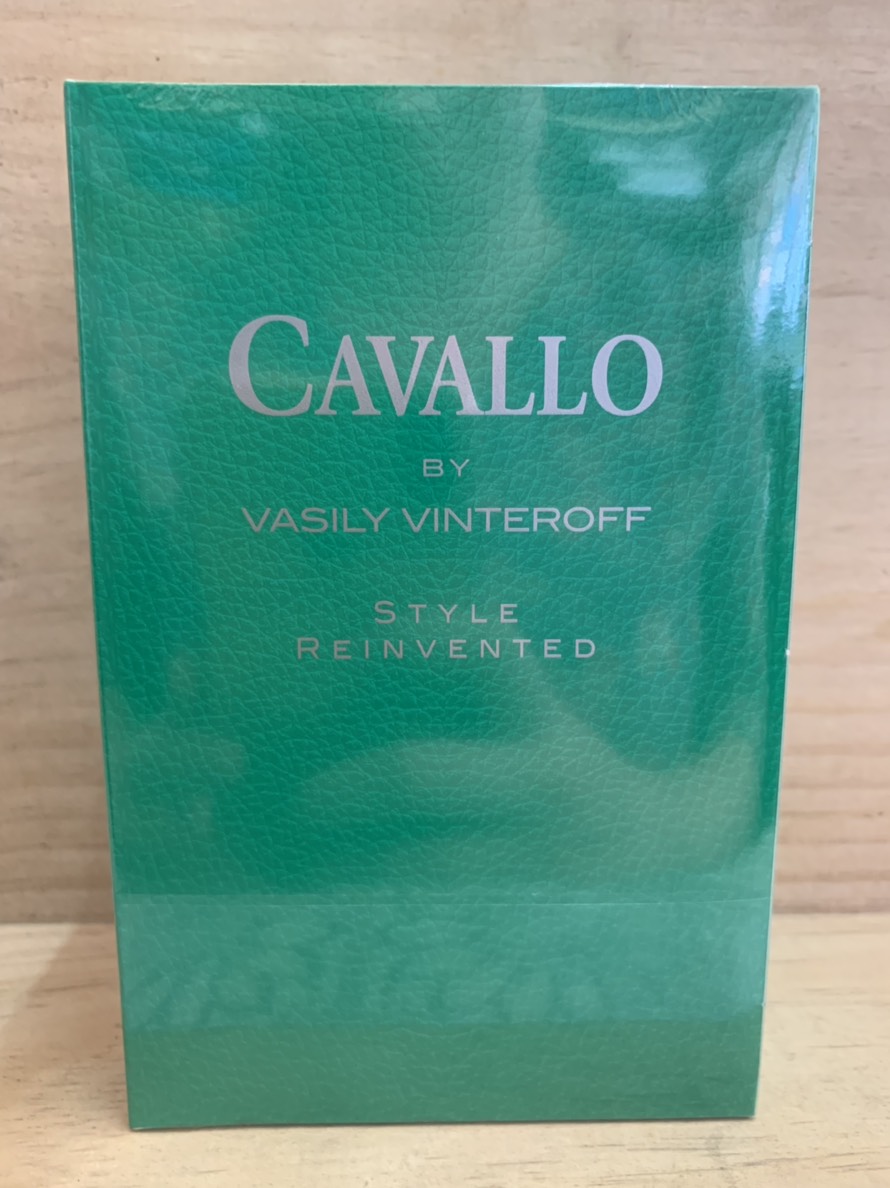 CAVALLO
BY
VASILY VINTEROFF
STYLE
REINVENTED